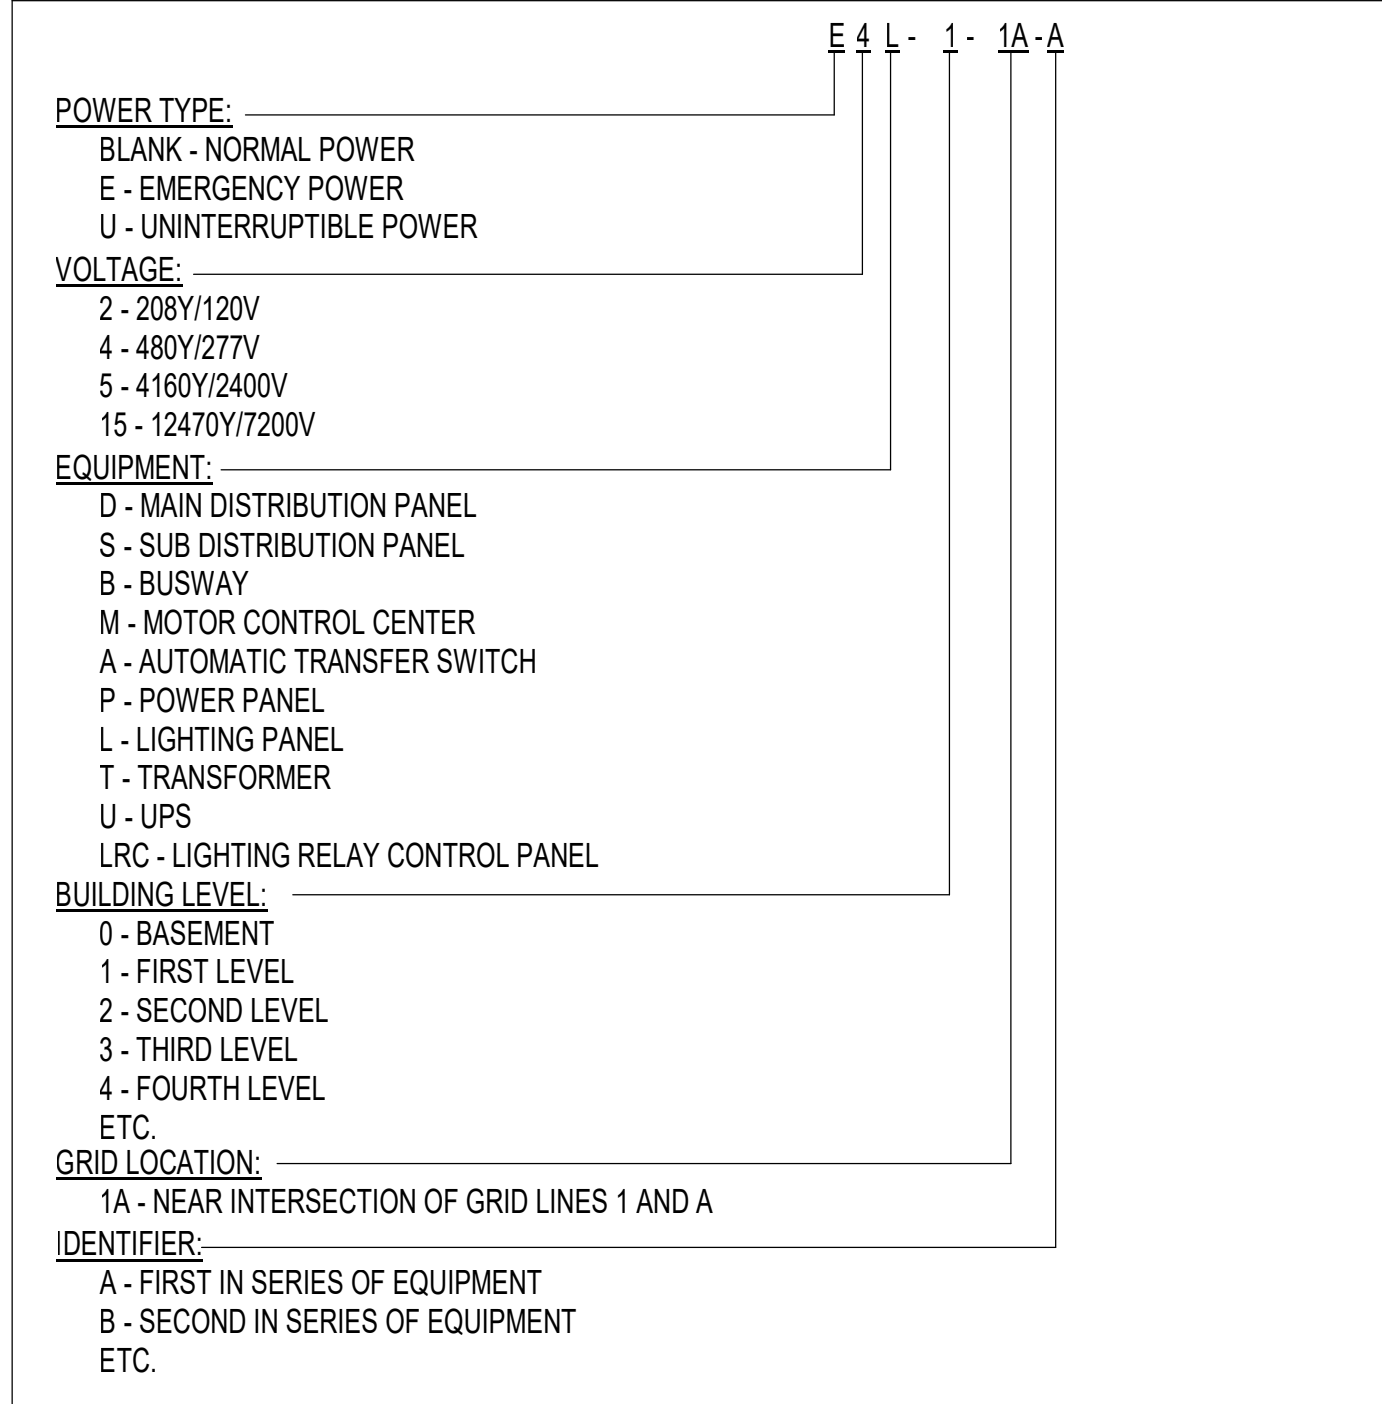 E 4 L - 1 - 1A - A
POWER TYPE:
BLANK - NORMAL POWER
E - EMERGENCY POWER
U - UNINTERRUPTIBLE POWER
VOLTAGE:
2 - 208Y/120V
4 - 480Y/277V
5 - 4160Y/2400V
15 - 12470Y/7200V
EQUIPMENT:
D - MAIN DISTRIBUTION PANEL
S - SUB DISTRIBUTION PANEL
B - BUSWAY
M - MOTOR CONTROL CENTER
A - AUTOMATIC TRANSFER SWITCH
P - POWER PANEL
L - LIGHTING PANEL
T - TRANSFORMER
U - UPS
LRC - LIGHTING RELAY CONTROL PANEL
BUILDING LEVEL:
0 - BASEMENT
1 - FIRST LEVEL
2 - SECOND LEVEL
3 - THIRD LEVEL
4 - FOURTH LEVEL
ETC.
GRID LOCATION:
1A - NEAR INTERSECTION OF GRID LINES 1 AND A
IDENTIFIER:
A - FIRST IN SERIES OF EQUIPMENT
B - SECOND IN SERIES OF EQUIPMENT
ETC.